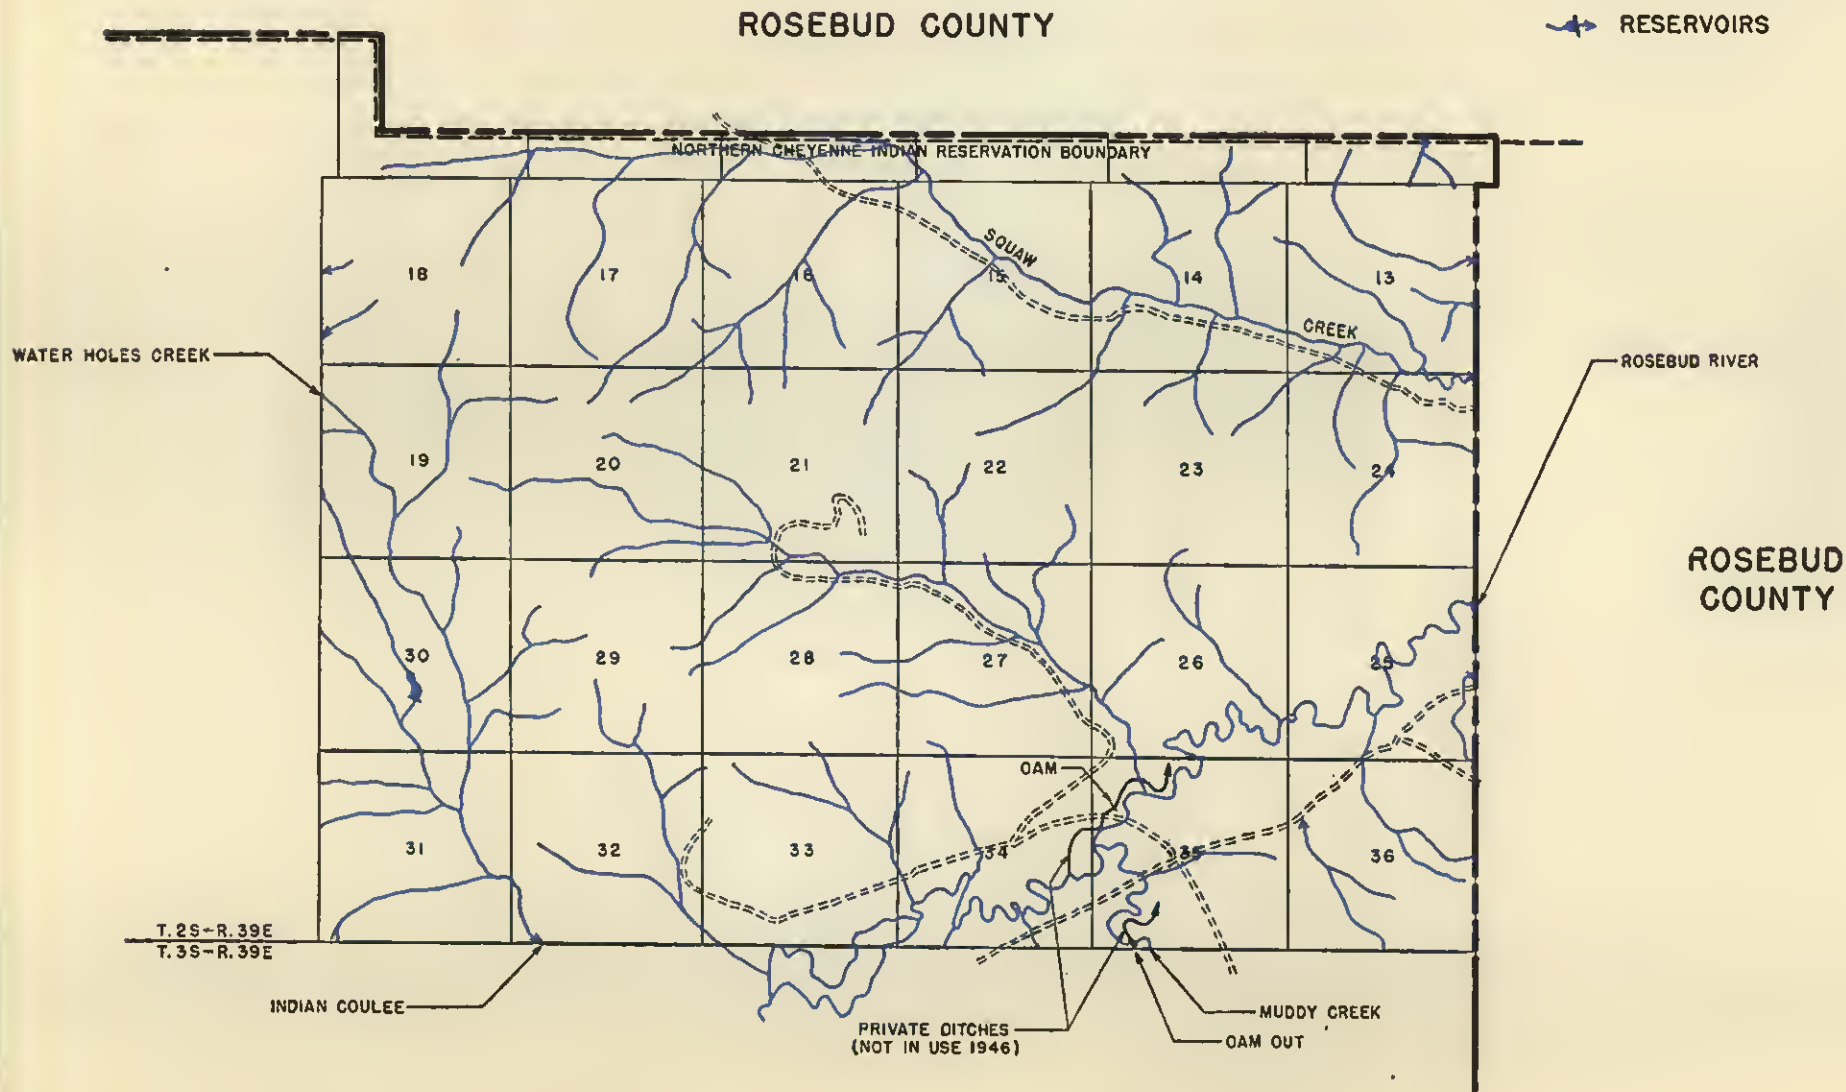 ROSEBUD COUNTY
RESERVOIRS
NORTHERN CHEYENNE INDIAN RESERVATION BOUNDARY
SQUAW
CREEK
18
17
16
15
14
13
WATER HOLES CREEK
ROSEBUD RIVER
19
20
21
22
23
24
ROSEBUD
COUNTY
30
29
28
27
26
25
OAM
31
32
33
34
35
36
T. 2S-R. 39E
T. 3S-R. 39E
INDIAN COULEE
PRIVATE DITCHES
(NOT IN USE 1946)
MUDDY CREEK
OAM OUT